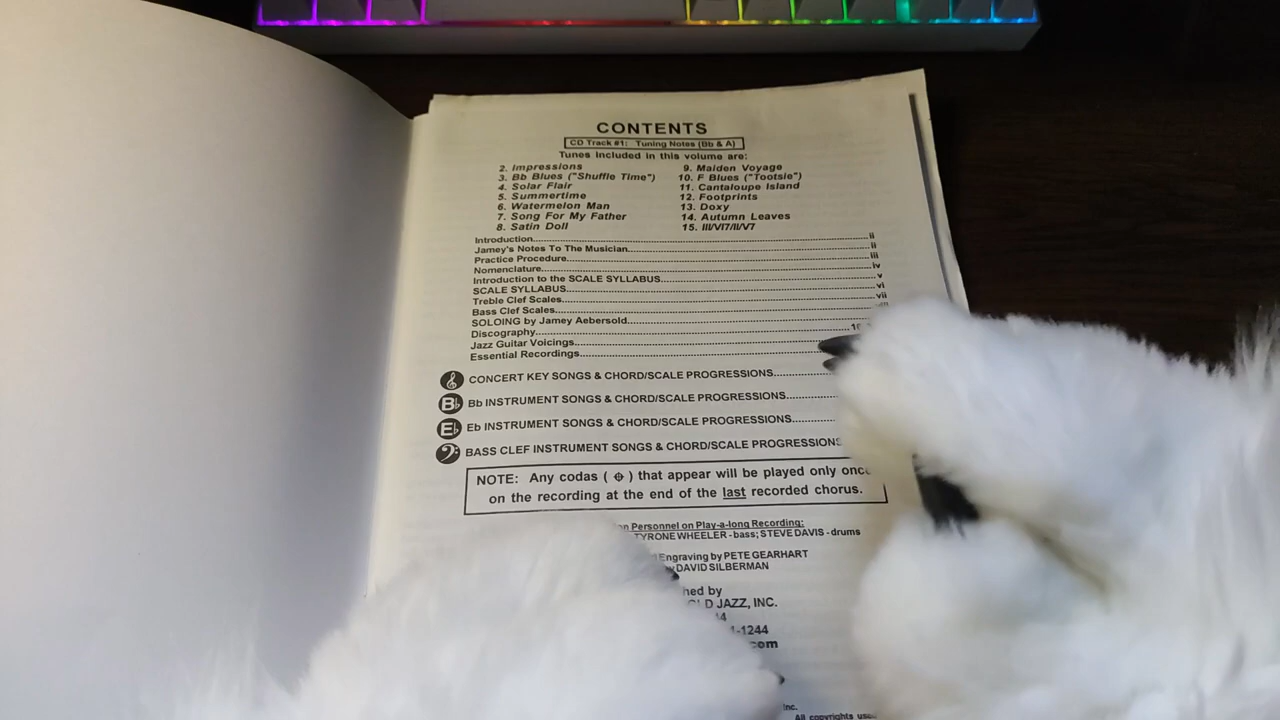 CONTENTS
CD Track #1: Tuning Notes (Bb & A)
Tunes included in this volume are:
2. Impressions
3. Bb Blues ("Shuffle Time")
4. Solar Flair
5. Summertime
6. Watermelon Man
7. Song For My Father
8. Satin Doll
9. Maiden Voyage
10. F Blues ("Tootsie")
11. Cantaloupe Island
12. Footprints
13. Doxy
14. Autumn Leaves
15. III/VI7/II/V7
Introduction ii
Jamey's Notes To The Musician ii
Practice Procedure iii
Nomenclature iv
Introduction to the SCALE SYLLABUS v
SCALE SYLLABUS vi
Treble Clef Scales vii
Bass Clef Scales
SOLOING by Jamey Aebersold
Discography
Jazz Guitar Voicings
Essential Recordings
CONCERT KEY SONGS & CHORD/SCALE PROGRESSIONS
B♭ Bb INSTRUMENT SONGS & CHORD/SCALE PROGRESSIONS
E♭ Eb INSTRUMENT SONGS & CHORD/SCALE PROGRESSIONS
BASS CLEF INSTRUMENT SONGS & CHORD/SCALE PROGRESSIONS
NOTE: Any codas ( 𝄌 ) that appear will be played only once
on the recording at the end of the last recorded chorus.
Personnel on Play-a-long Recording:
TYRONE WHEELER - bass; STEVE DAVIS - drums
Engraving by PETE GEARHART
DAVID SILBERMAN
by
JAZZ, INC.
-1244
com
Inc.
All copyrights